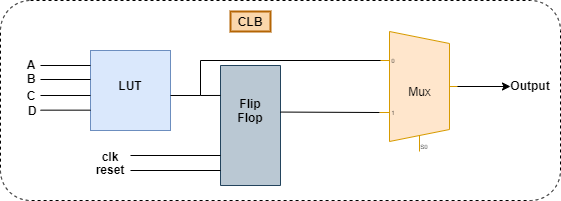 CLB
A
B
C
D
LUT
Flip
Flop
clk
reset
0
1
Mux
S0
Output